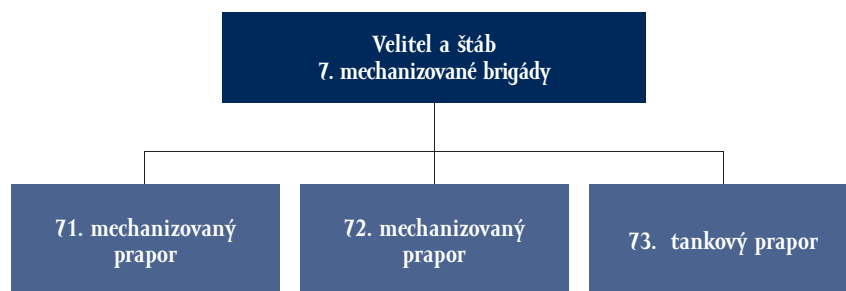 Velitel a štáb
7. mechanizované brigády
71. mechanizovaný
prapor
72. mechanizovaný
prapor
73. tankový prapor